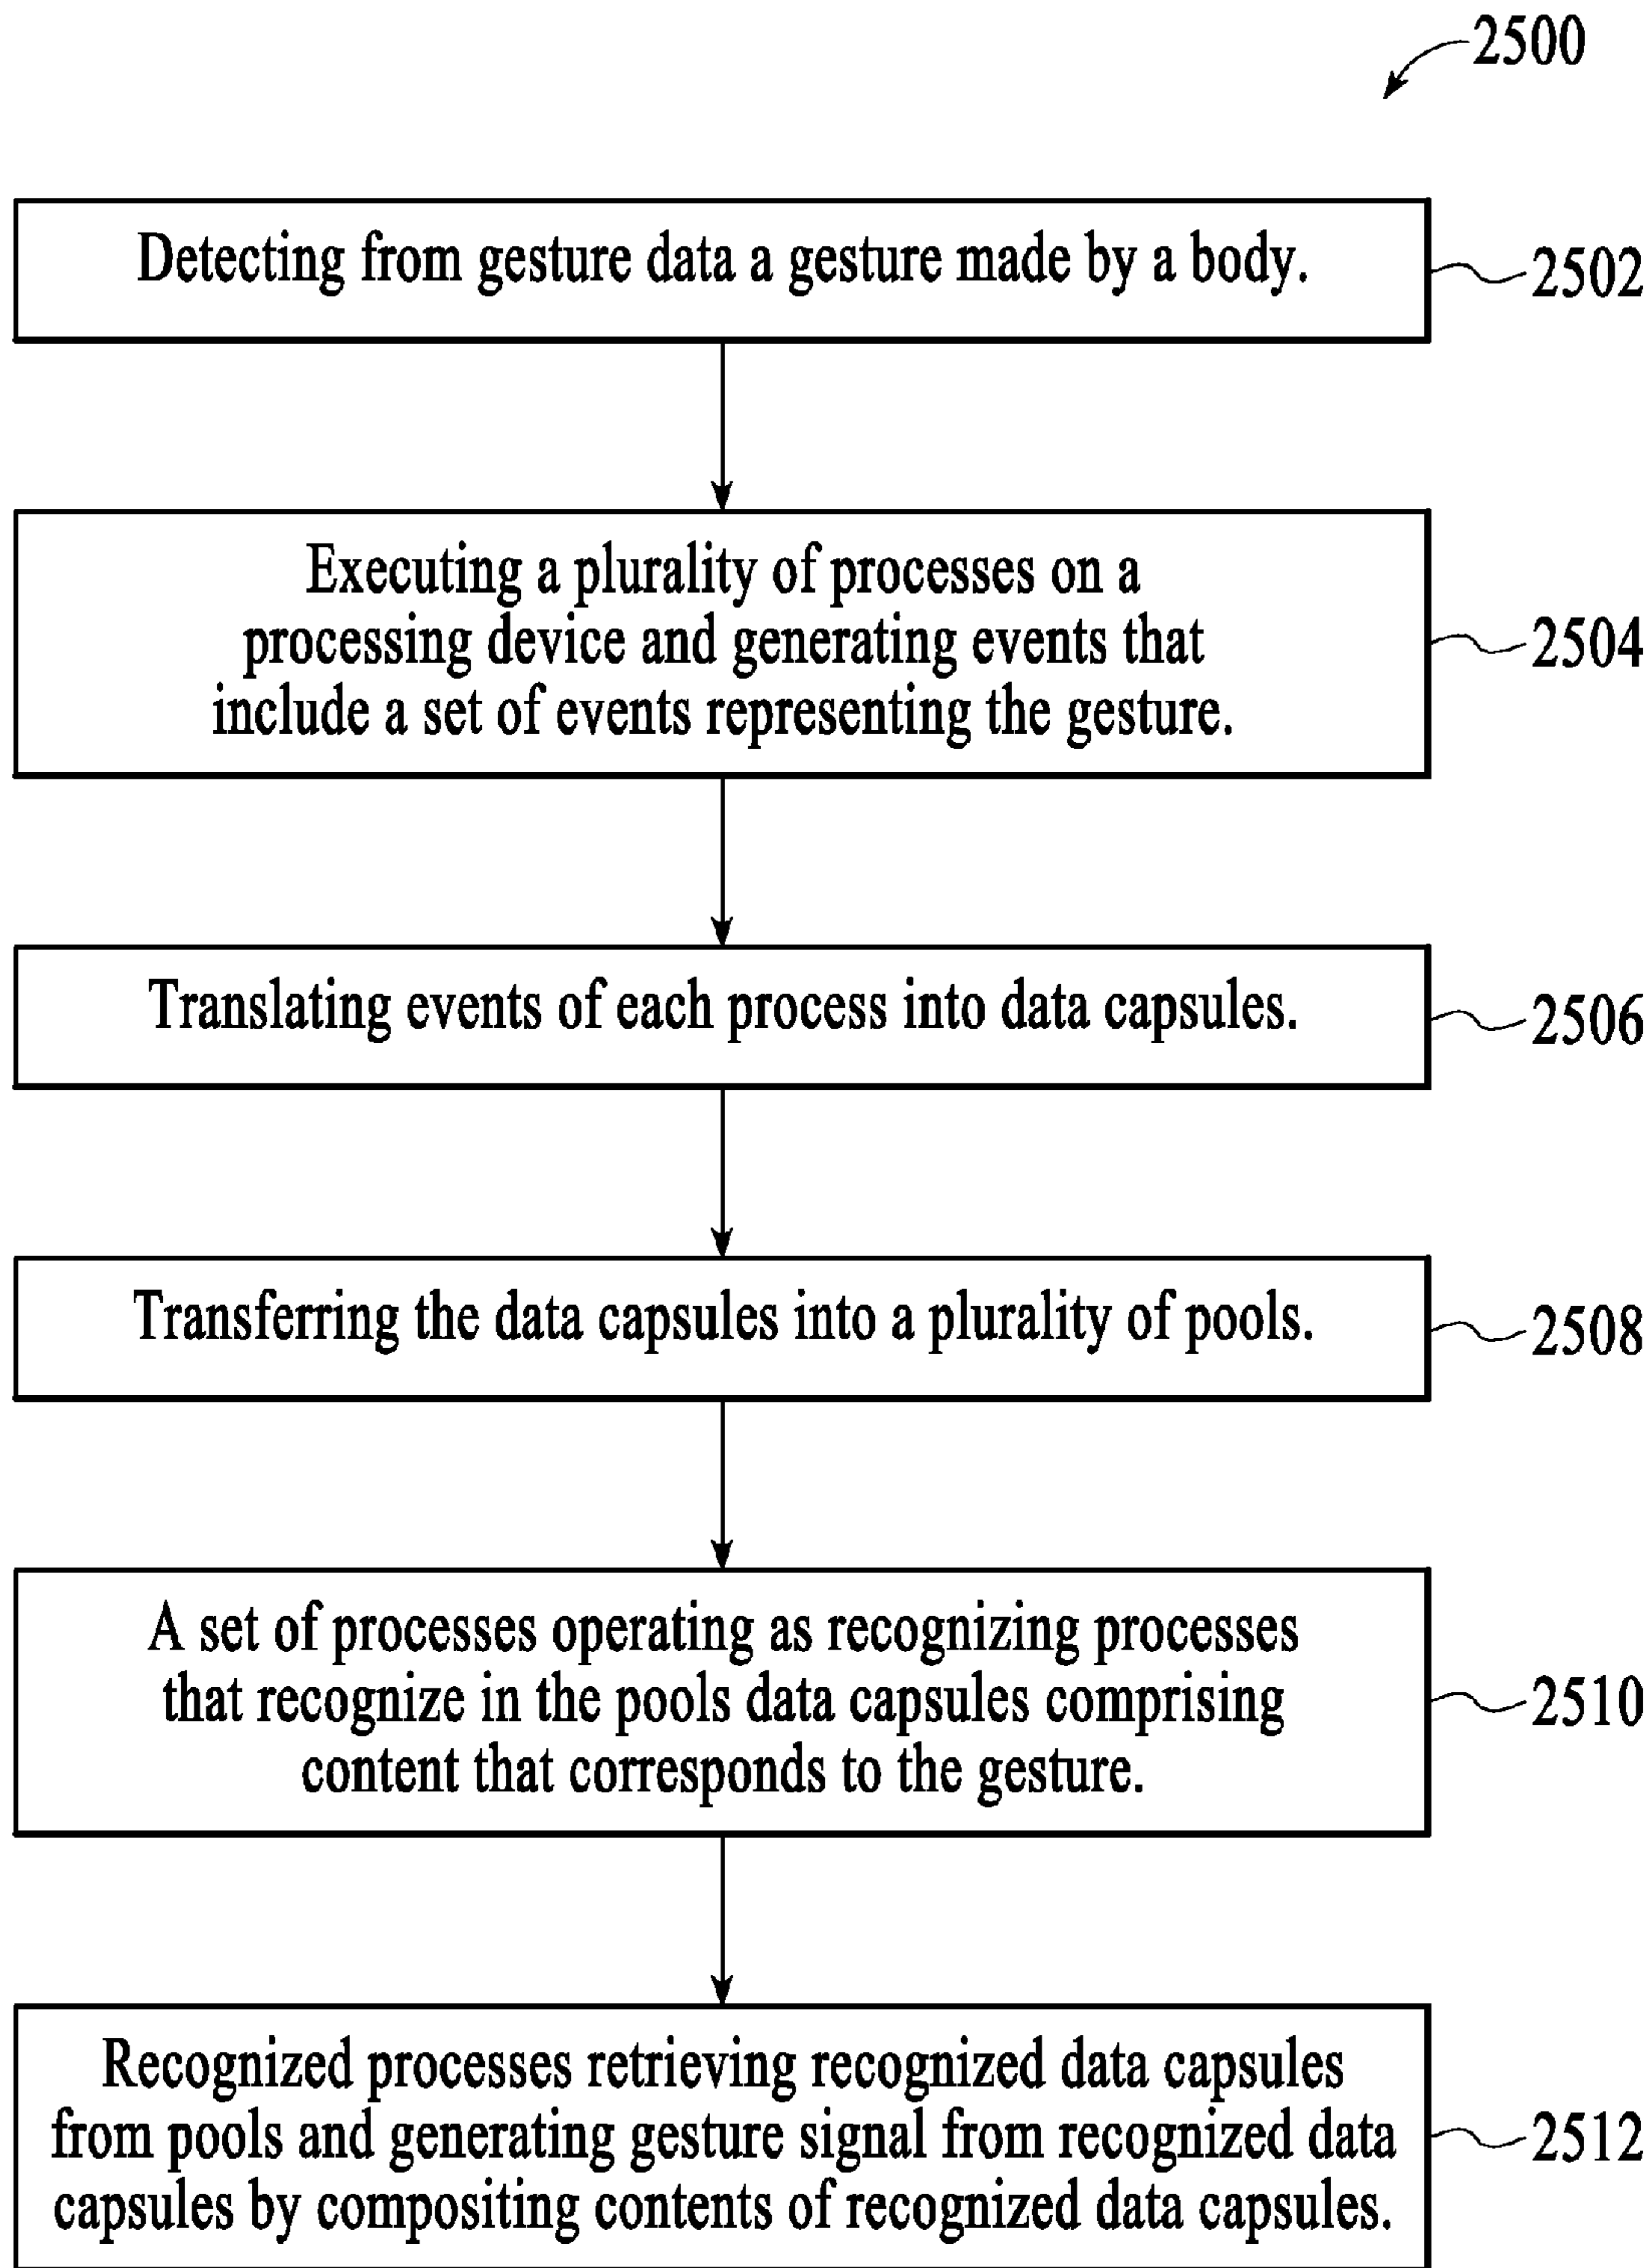 2500
Detecting from gesture data a gesture made by a body.
2502
Executing a plurality of processes on a
processing device and generating events that
include a set of events representing the gesture.
2504
Translating events of each process into data capsules.
2506
Transferring the data capsules into a plurality of pools.
2508
A set of processes operating as recognizing processes
that recognize in the pools data capsules comprising
content that corresponds to the gesture.
2510
Recognized processes retrieving recognized data capsules
from pools and generating gesture signal from recognized data
capsules by compositing contents of recognized data capsules.
2512